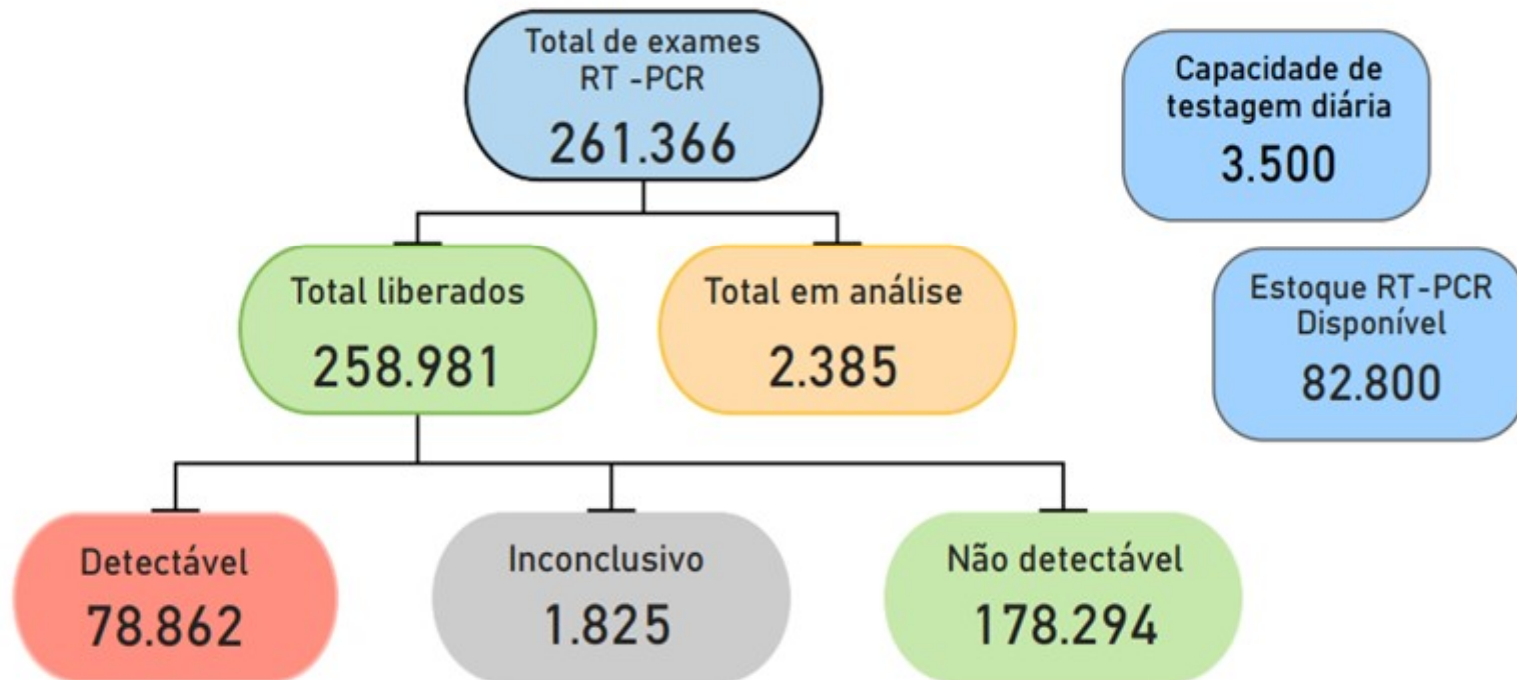 Total de exames
RT -PCR
261.366
Capacidade de
testagem diária
3.500
Total liberados
258.981
Total em análise
2.385
Estoque RT-PCR
Disponível
82.800
Detectável
78.862
Inconclusivo
1.825
Não detectável
178.294